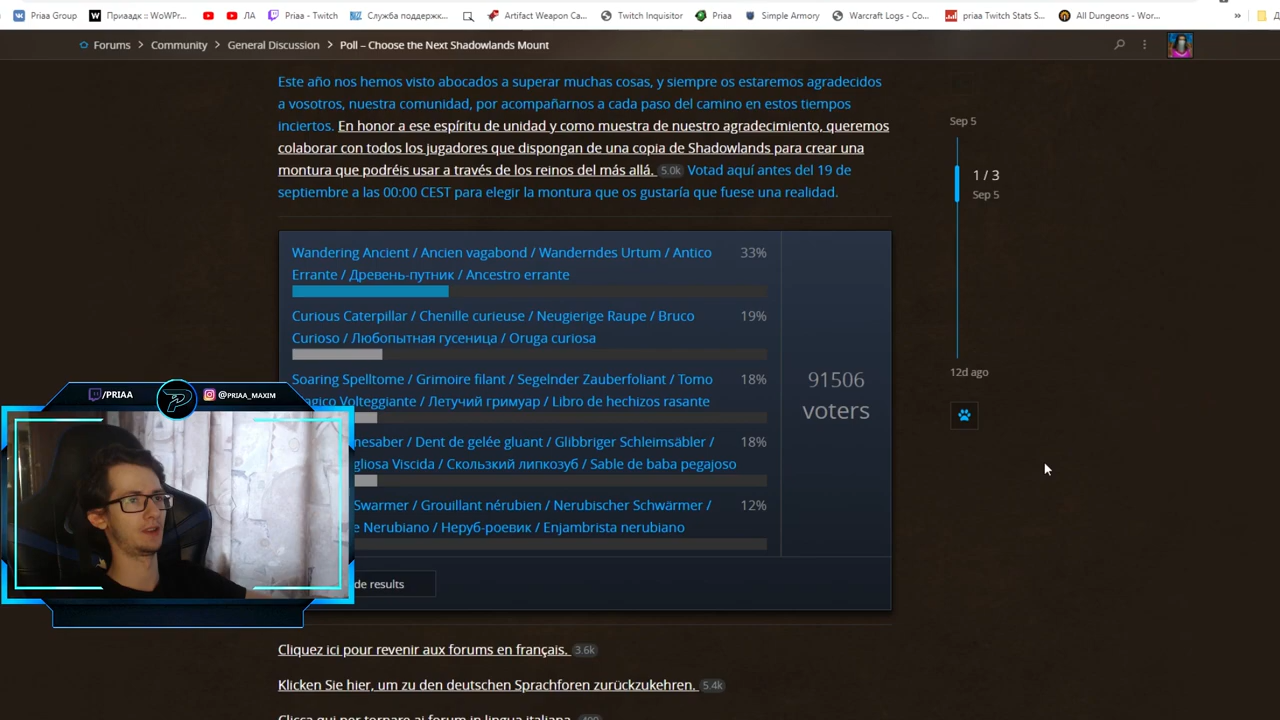 Priaa Group
Приаадк :: WoWPr...
ЛА
Priaa - Twitch
Служба поддержк...
Artifact Weapon Ca...
Twitch Inquisitor
Priaa
Simple Armory
Warcraft Logs - Co...
priaa Twitch Stats S...
All Dungeons - Wor...
»
Forums > Community > General Discussion > Poll – Choose the Next Shadowlands Mount
Este año nos hemos visto abocados a superar muchas cosas, y siempre os estaremos agradecidos
a vosotros, nuestra comunidad, por acompañarnos a cada paso del camino en estos tiempos
inciertos. En honor a ese espíritu de unidad y como muestra de nuestro agradecimiento, queremos
colaborar con todos los jugadores que dispongan de una copia de Shadowlands para crear una
montura que podréis usar a través de los reinos del más allá. 5.0k Votad aquí antes del 19 de
septiembre a las 00:00 CEST para elegir la montura que os gustaría que fuese una realidad.
Sep 5
1 / 3
Sep 5
12d ago
Wandering Ancient / Ancien vagabond / Wanderndes Urtum / Antico 33%
Errante / Древень-путник / Ancestro errante
Curious Caterpillar / Chenille curieuse / Neugierige Raupe / Bruco 19%
Curioso / Любопытная гусеница / Oruga curiosa
Soaring Spelltome / Grimoire filant / Segelnder Zauberfoliant / Tomo 18%
agico Volteggiante / Летучий гримуар / Libro de hechizos rasante
mesaber / Dent de gelée gluant / Glibbriger Schleimsäbler / 18%
gliosa Viscida / Скользкий липкозуб / Sable de baba pegajoso
Swarmer / Grouillant nérubien / Nerubischer Schwärmer / 12%
e Nerubiano / Неруб-роевик / Enjambrista nerubiano
91506
voters
de results
/PRIAA
@PRIAA_MAXIM
Cliquez ici pour revenir aux forums en français. 3.6k
Klicken Sie hier, um zu den deutschen Sprachforen zurückzukehren. 5.4k
Clicca qui per tornare ai forum in lingua italiana.